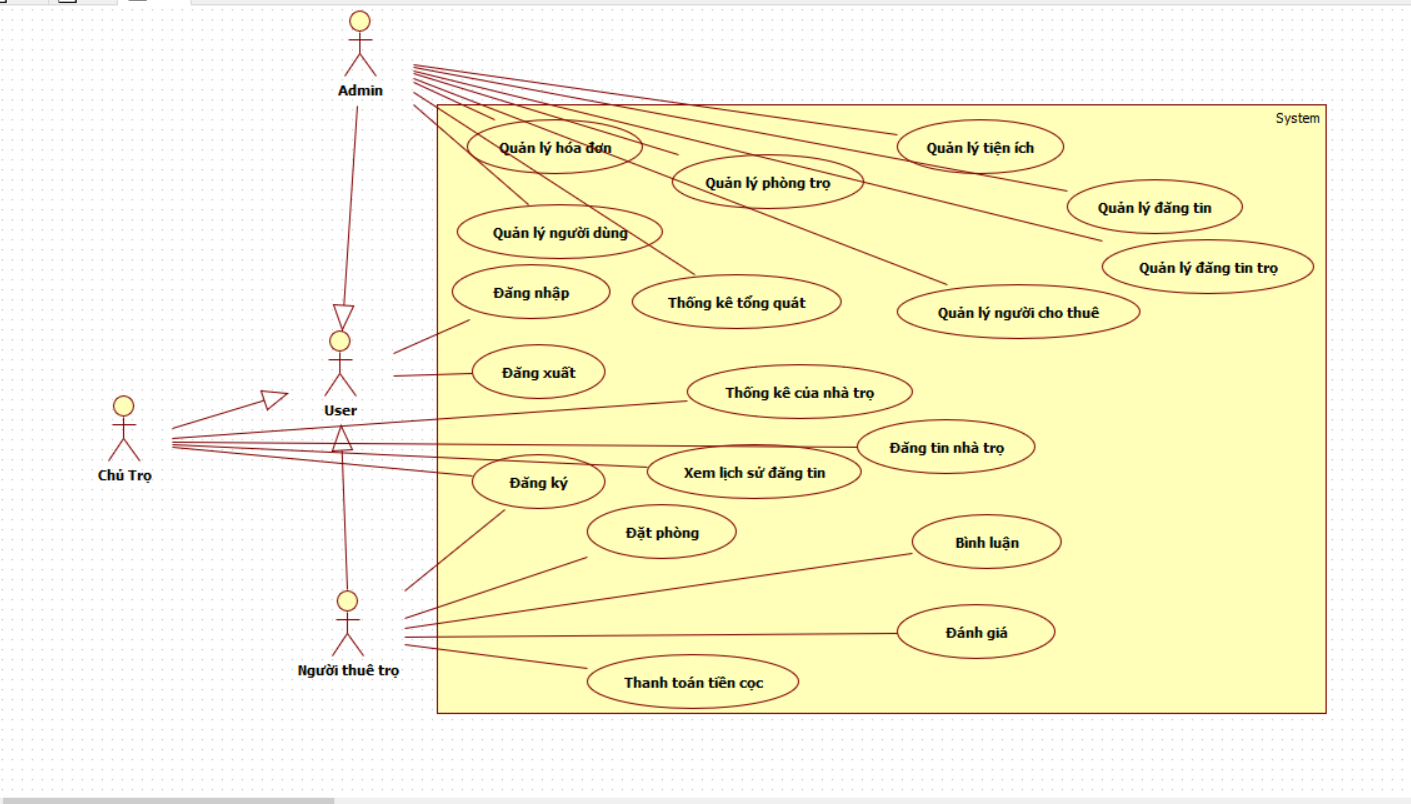 Admin
System
Quản lý hóa đơn
Quản lý tiện ích
Quản lý phòng trọ
Quản lý đăng tin
Quản lý người dùng
Quản lý đăng tin trọ
Đăng nhập
Thống kê tổng quát
Quản lý người cho thuê
Đăng xuất
Thống kê của nhà trọ
User
Chủ Trọ
Đăng tin nhà trọ
Xem lịch sử đăng tin
Đăng ký
Đặt phòng
Bình luận
Đánh giá
Người thuê trọ
Thanh toán tiền cọc